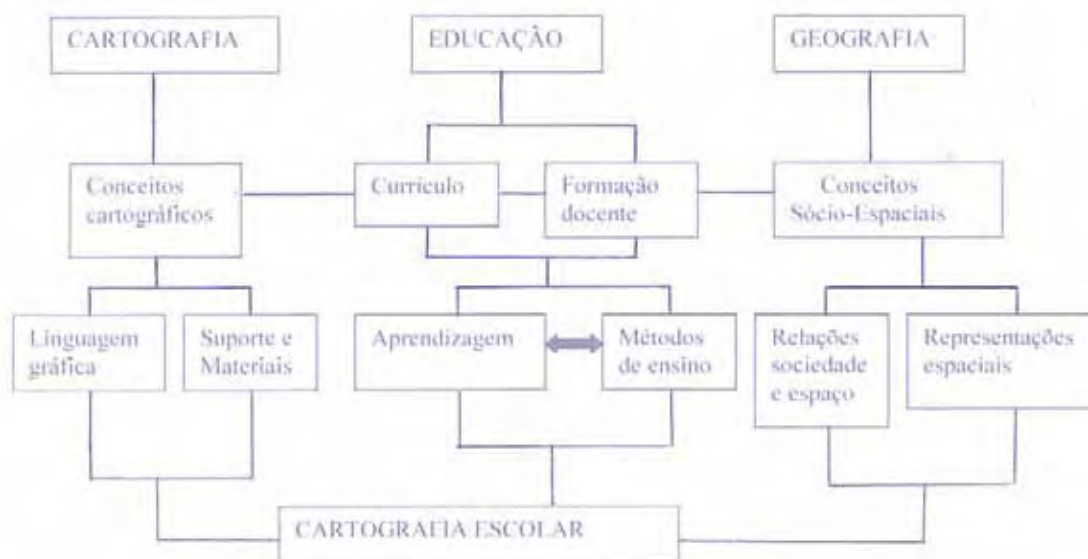 CARTOGRAFIA
EDUCAÇÃO
GEOGRAFIA
Conceitos
cartográficos
Currículo
Formação
docente
Conceitos
Sócio-Espaciais
Linguagem
gráfica
Suporte e
Materiais
Aprendizagem
Métodos
de ensino
Relações
sociedade
e espaço
Representações
espaciais
CARTOGRAFIA ESCOLAR